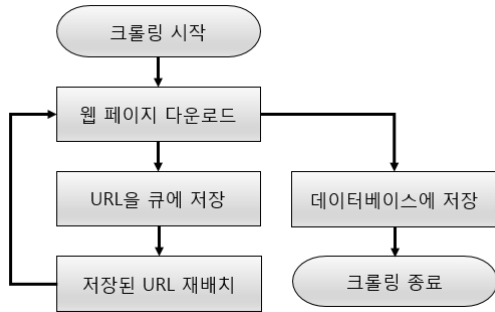 크롤링 시작
웹 페이지 다운로드
URL을 큐에 저장
데이터베이스에 저장
저장된 URL 재배치
크롤링 종료